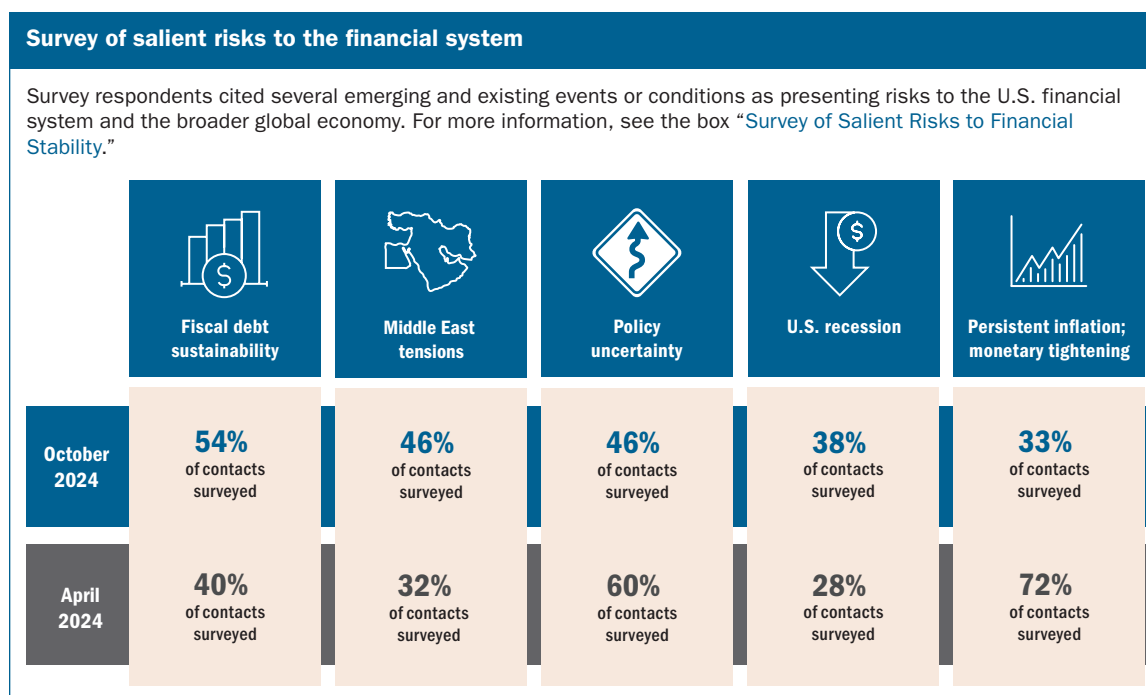 Survey of salient risks to the financial system
Survey respondents cited several emerging and existing events or conditions as presenting risks to the U.S. financial
system and the broader global economy. For more information, see the box “Survey of Salient Risks to Financial
Stability.”
$
$
Fiscal debt
sustainability
Middle East
tensions
Policy
uncertainty
U.S. recession
Persistent inflation;
monetary tightening
October
2024
54%
of contacts
surveyed
46%
of contacts
surveyed
46%
of contacts
surveyed
38%
of contacts
surveyed
33%
of contacts
surveyed
April
2024
40%
of contacts
surveyed
32%
of contacts
surveyed
60%
of contacts
surveyed
28%
of contacts
surveyed
72%
of contacts
surveyed